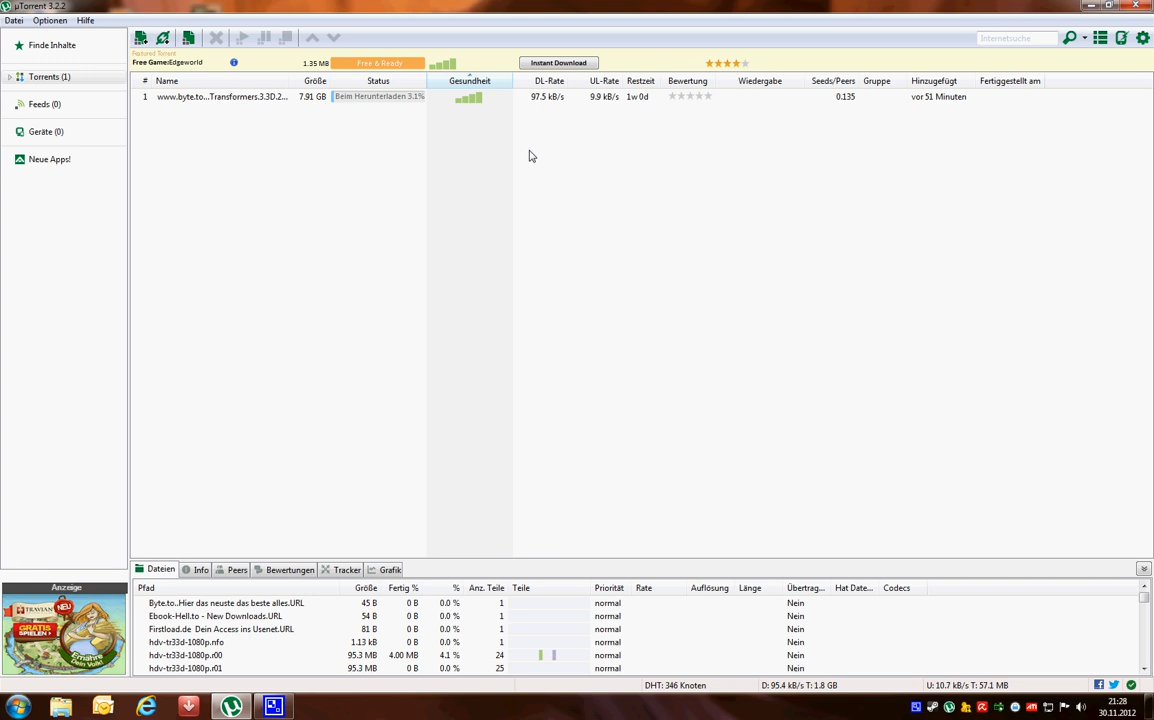 µTorrent 3.2.2
Datei Optionen Hilfe
Finde Inhalte
Internetsuche
Featured Torrent
Free Game:Edgeworld 1.35 MB Free & Ready Instant Download
Torrents (1)
# Name Größe Status Gesundheit DL-Rate UL-Rate Restzeit Bewertung Wiedergabe Seeds/Peers Gruppe Hinzugefügt Fertiggestellt am
1 www.byte.to...Transformers.3.3D.2... 7.91 GB Beim Herunterladen 3.1% 97.5 kB/s 9.9 kB/s 1w 0d 0.135 vor 51 Minuten
Feeds (0)
Geräte (0)
Neue Apps!
Dateien Info Peers Bewertungen Tracker Grafik
Pfad Größe Fertig % % Anz. Teile Teile Priorität Rate Auflösung Länge Übertrag... Hat Date... Codecs
Byte.to..Hier das neuste das beste alles.URL 45 B 0 B 0.0 % 1 normal Nein
Ebook-Hell.to - New Downloads.URL 54 B 0 B 0.0 % 1 normal Nein
Firstload.de Dein Access ins Usenet.URL 81 B 0 B 0.0 % 1 normal Nein
hdv-tr33d-1080p.nfo 1.13 kB 0 B 0.0 % 1 normal Nein
hdv-tr33d-1080p.r00 95.3 MB 4.00 MB 4.1 % 24 normal Nein
hdv-tr33d-1080p.r01 95.3 MB 0 B 0.0 % 25 normal Nein
Anzeige
TRAVIAN
NEU
GRATIS
SPIELEN
Ernähre
Dein Volk!
DHT: 346 Knoten D: 95.4 kB/s T: 1.8 GB U: 10.7 kB/s T: 57.1 MB
21:28
30.11.2012